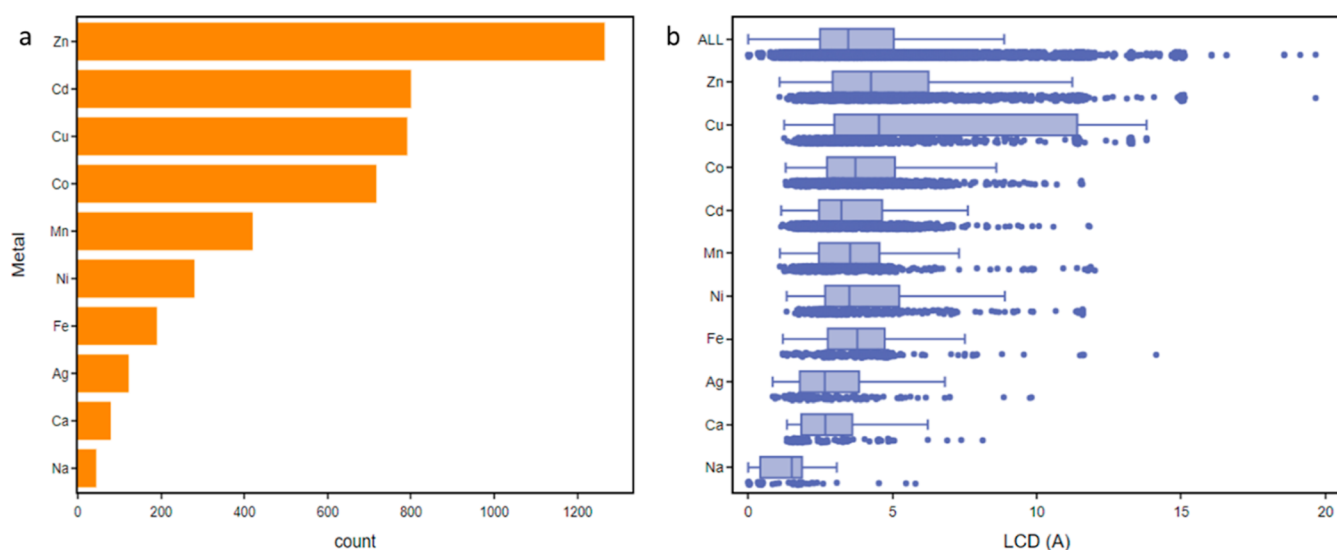 a
Metal
Zn
Cd
Cu
Co
Mn
Ni
Fe
Ag
Ca
Na
0 200 400 600 800 1000 1200
count
b
ALL
Zn
Cu
Co
Cd
Mn
Ni
Fe
Ag
Ca
Na
0 5 10 15 20
LCD (A)